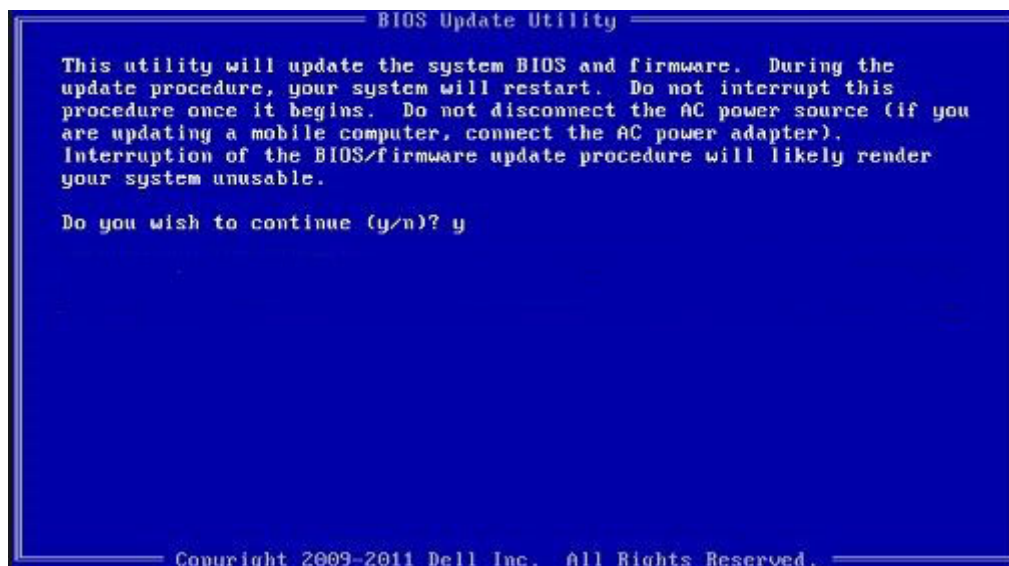 BIOS Update Utility
This utility will update the system BIOS and firmware. During the
update procedure, your system will restart. Do not interrupt this
procedure once it begins. Do not disconnect the AC power source (if you
are updating a mobile computer, connect the AC power adapter).
Interruption of the BIOS/firmware update procedure will likely render
your system unusable.
Do you wish to continue (y/n)? y
Copyright 2009-2011 Dell Inc. All Rights Reserved.